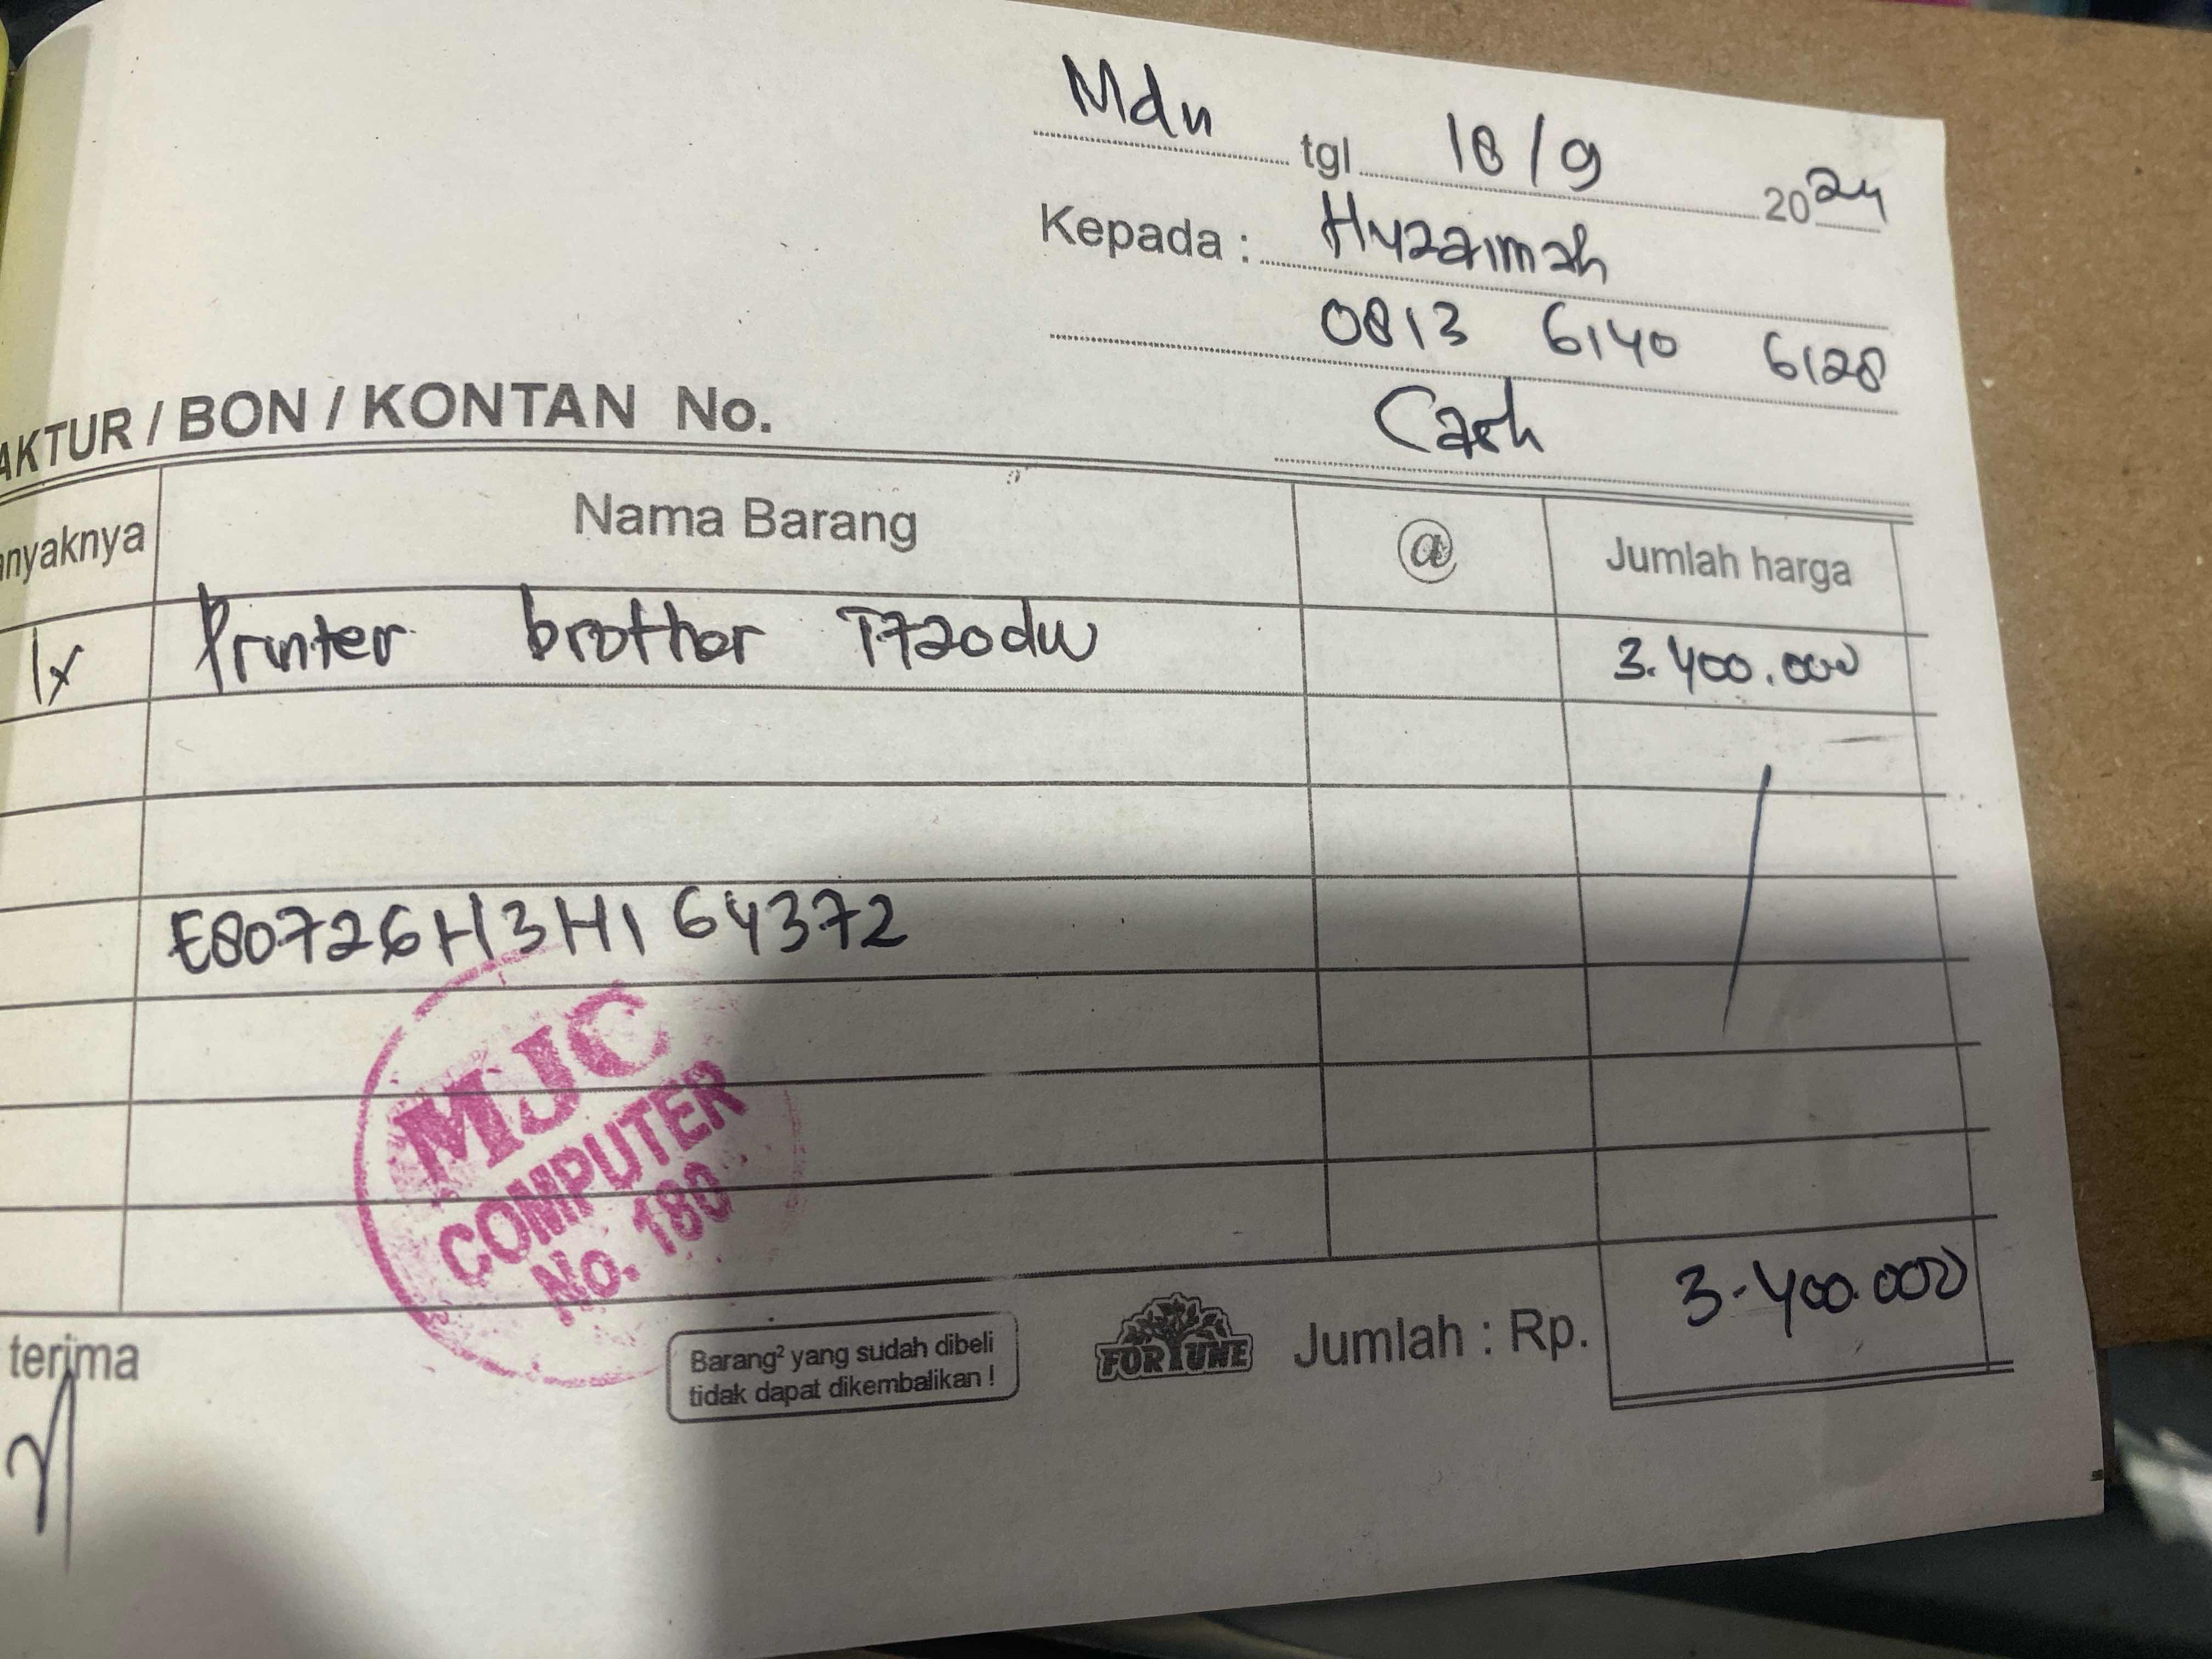 Mdn tgl 18/9 2024
Kepada : Huzaimah
0813 6140 6128
Cash
AKTUR / BON / KONTAN No.
anyaknya Nama Barang @ Jumlah harga
1x Printer brother T720dw 3.400.000
E80726H3H164372
MJC
COMPUTER
No. 180
terima
Barang² yang sudah dibeli
tidak dapat dikembalikan !
FORTUNE
Jumlah : Rp. 3.400.000